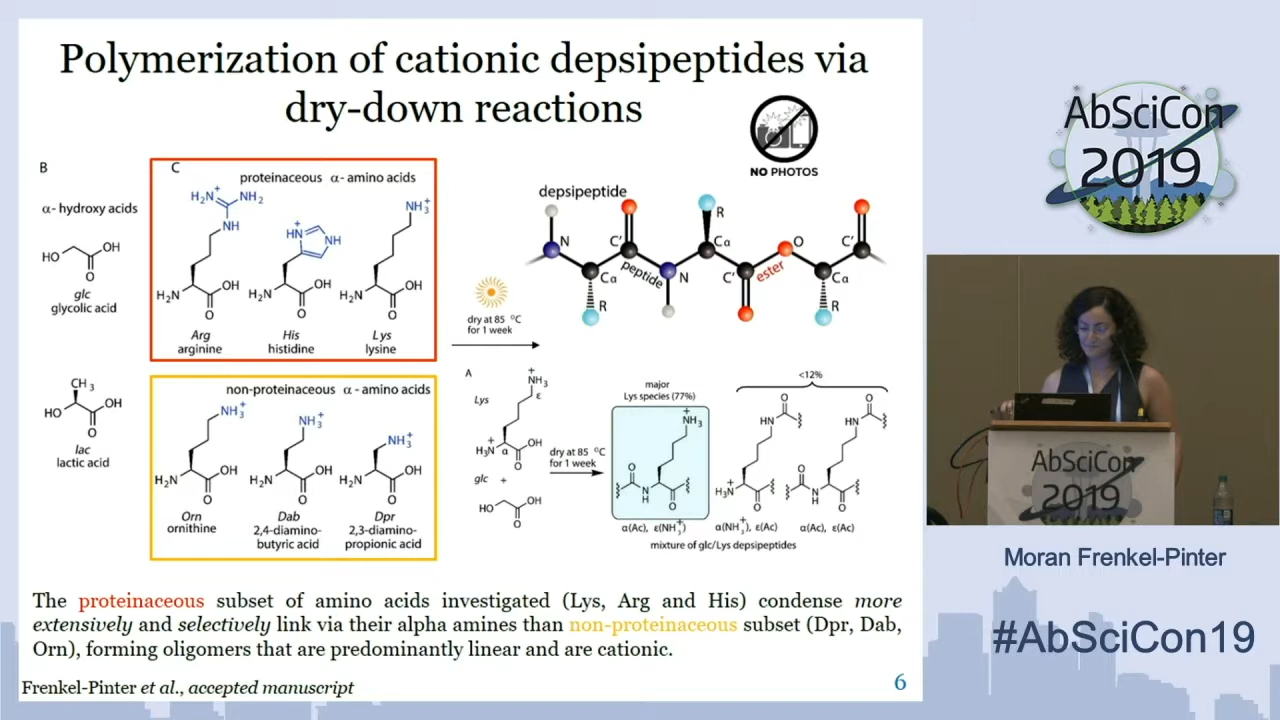 Polymerization of cationic depsipeptides via
dry-down reactions
NO PHOTOS
B
α- hydroxy acids
HO
OH
O
glc
glycolic acid
CH3
HO
OH
O
lac
lactic acid
C
proteinaceous α- amino acids
H2N+
NH2
NH
H2N
OH
O
Arg
arginine
+
HN
NH
H2N
OH
O
His
histidine
NH3+
H2N
OH
O
Lys
lysine
non-proteinaceous α- amino acids
NH3+
H2N
OH
O
Orn
ornithine
NH3+
H2N
OH
O
Dab
2,4-diamino-
butyric acid
NH3+
H2N
OH
O
Dpr
2,3-diamino-
propionic acid
dry at 85 °C
for 1 week
depsipeptide
N
Cα
R
C'
O
peptide
N
Cα
R
C'
O
ester
Cα
R
C'
A
Lys
+
NH3
ε
H3N+
α
OH
O
glc
+
HO
OH
O
dry at 85 °C
for 1 week
major
Lys species (77%)
+
NH3
O
N
H
O
α(Ac), ε(NH3+)
<12%
O
HN
H3N+
O
α(NH3+), ε(Ac)
O
HN
O
N
H
O
α(Ac), ε(Ac)
mixture of glc/Lys depsipeptides
The proteinaceous subset of amino acids investigated (Lys, Arg and His) condense more
extensively and selectively link via their alpha amines than non-proteinaceous subset (Dpr, Dab,
Orn), forming oligomers that are predominantly linear and are cationic.
Frenkel-Pinter et al., accepted manuscript
6
AbSciCon
2019
AbSciCon
2019
Moran Frenkel-Pinter
#AbSciCon19